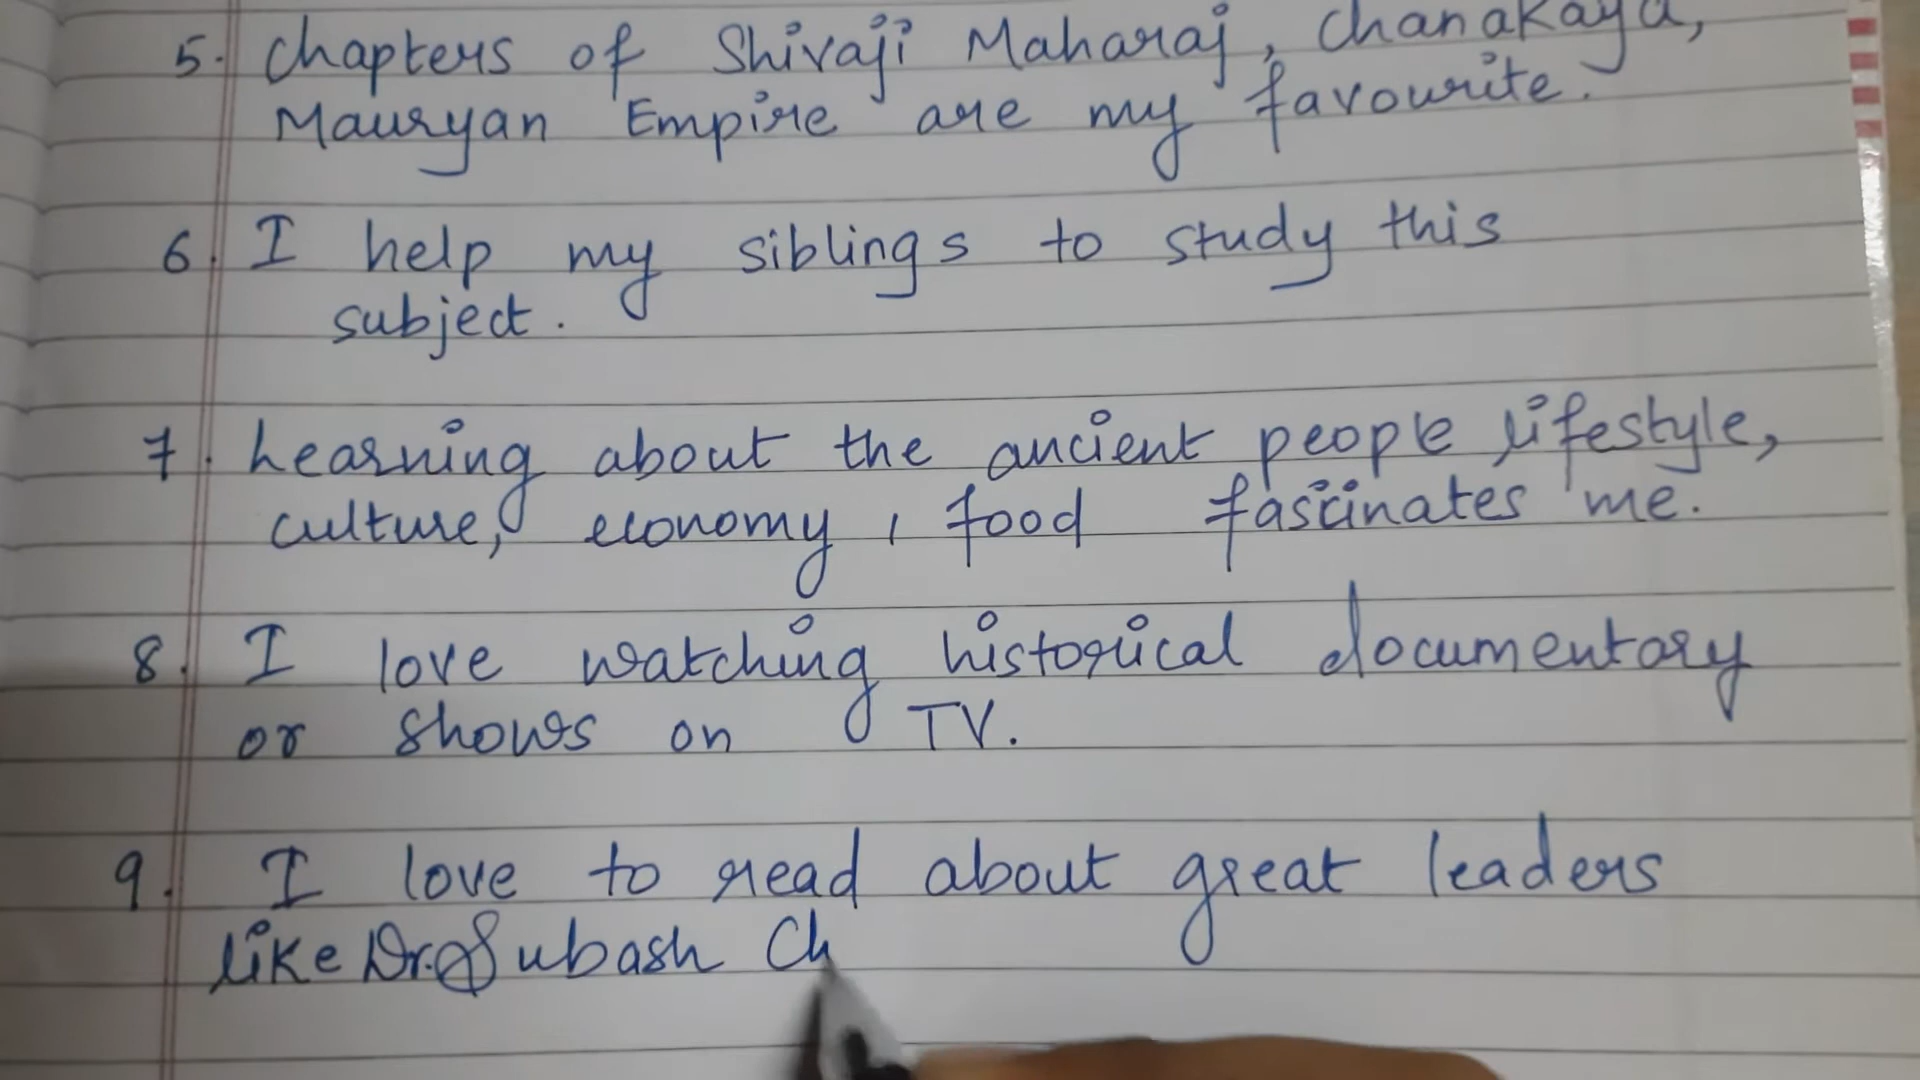 5. Chapters of Shivaji Maharaj, Chanakaya,
Mauryan Empire are my favourite.
6. I help my siblings to study this
subject.
7. Learning about the ancient people lifestyle,
culture, economy, food fascinates me.
8. I love watching historical documentary
or shows on TV.
9. I love to read about great leaders
like Dr. Subash Ch